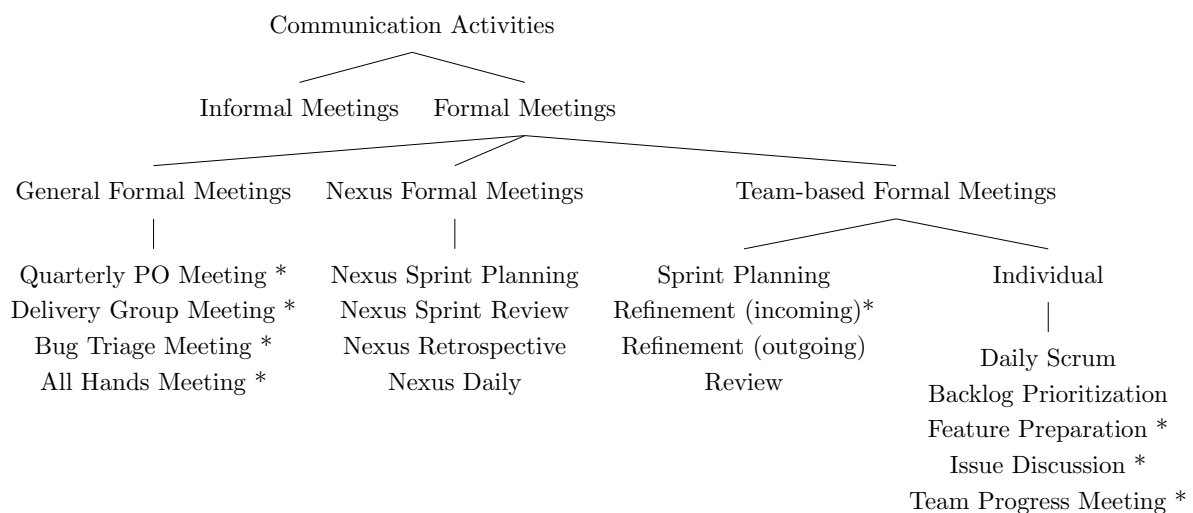 Communication Activities
Informal Meetings
Formal Meetings
General Formal Meetings
Nexus Formal Meetings
Team-based Formal Meetings
Quarterly PO Meeting *
Delivery Group Meeting *
Bug Triage Meeting *
All Hands Meeting *
Nexus Sprint Planning
Nexus Sprint Review
Nexus Retrospective
Nexus Daily
Sprint Planning
Refinement (incoming)*
Refinement (outgoing)
Review
Individual
Daily Scrum
Backlog Prioritization
Feature Preparation *
Issue Discussion *
Team Progress Meeting *